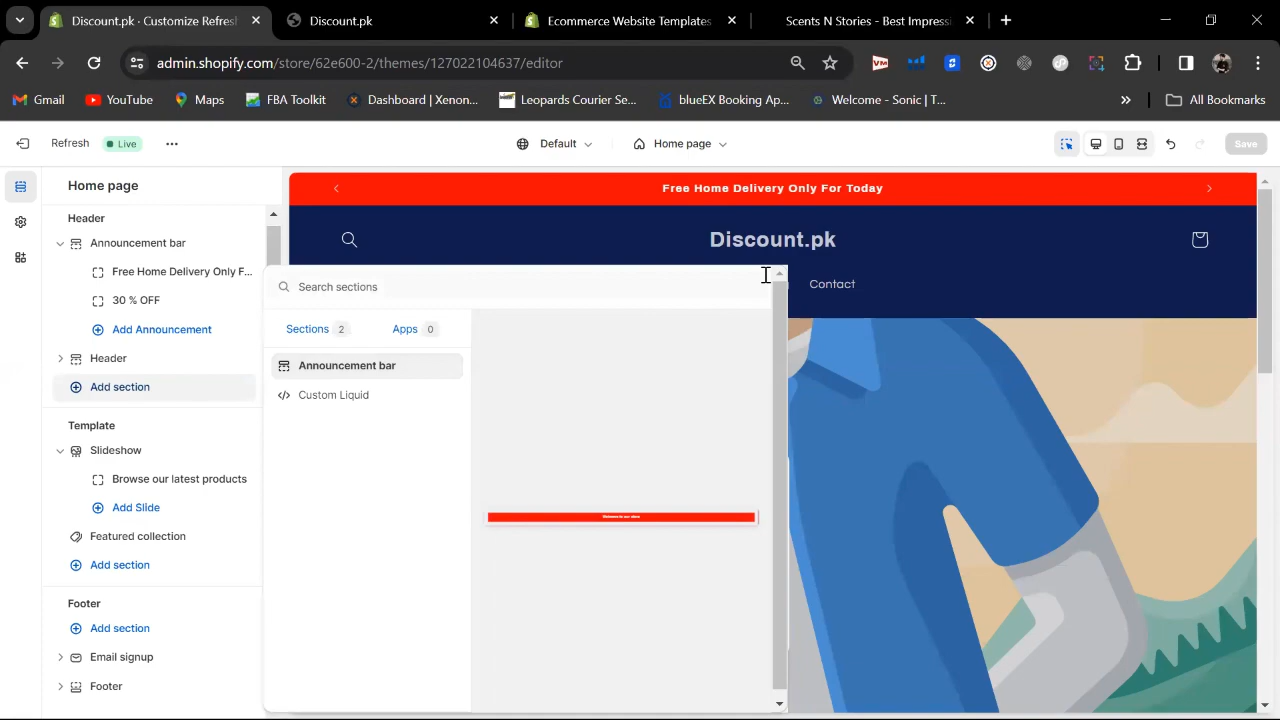 Discount.pk · Customize Refresh
Discount.pk
Ecommerce Website Templates
Scents N Stories - Best Impressi
admin.shopify.com/store/62e600-2/themes/127022104637/editor
Gmail
YouTube
Maps
FBA Toolkit
Dashboard | Xenon...
Leopards Courier Se...
blueEX Booking Ap...
Welcome - Sonic | T...
All Bookmarks
Refresh
Live
Default
Home page
Save
Home page
Header
Announcement bar
Free Home Delivery Only F...
30 % OFF
Add Announcement
Header
Add section
Template
Slideshow
Browse our latest products
Add Slide
Featured collection
Add section
Footer
Add section
Email signup
Footer
Search sections
Sections 2
Apps 0
Announcement bar
Custom Liquid
Welcome to our store
Free Home Delivery Only For Today
Discount.pk
Contact